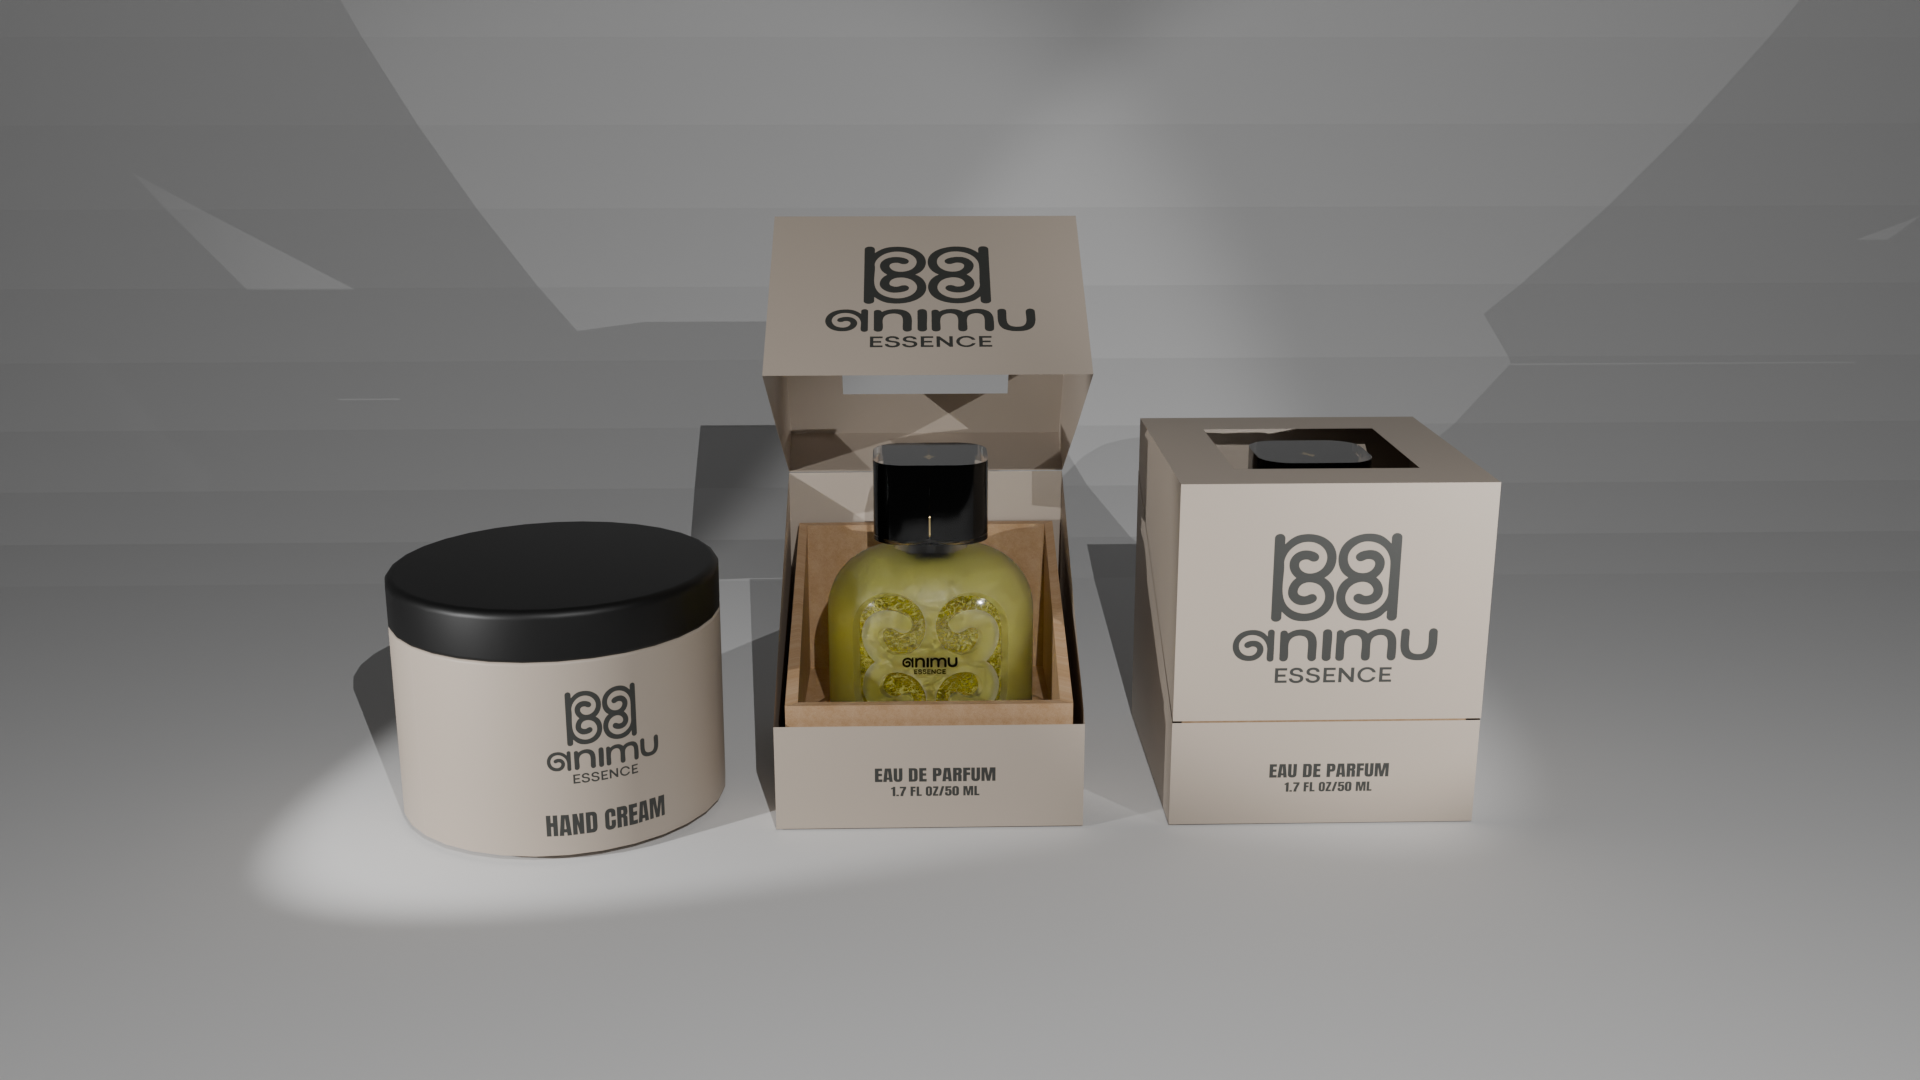 animu
ESSENCE
animu
ESSENCE
HAND CREAM
animu
ESSENCE
EAU DE PARFUM
1.7 FL OZ/50 ML
animu
ESSENCE
EAU DE PARFUM
1.7 FL OZ/50 ML